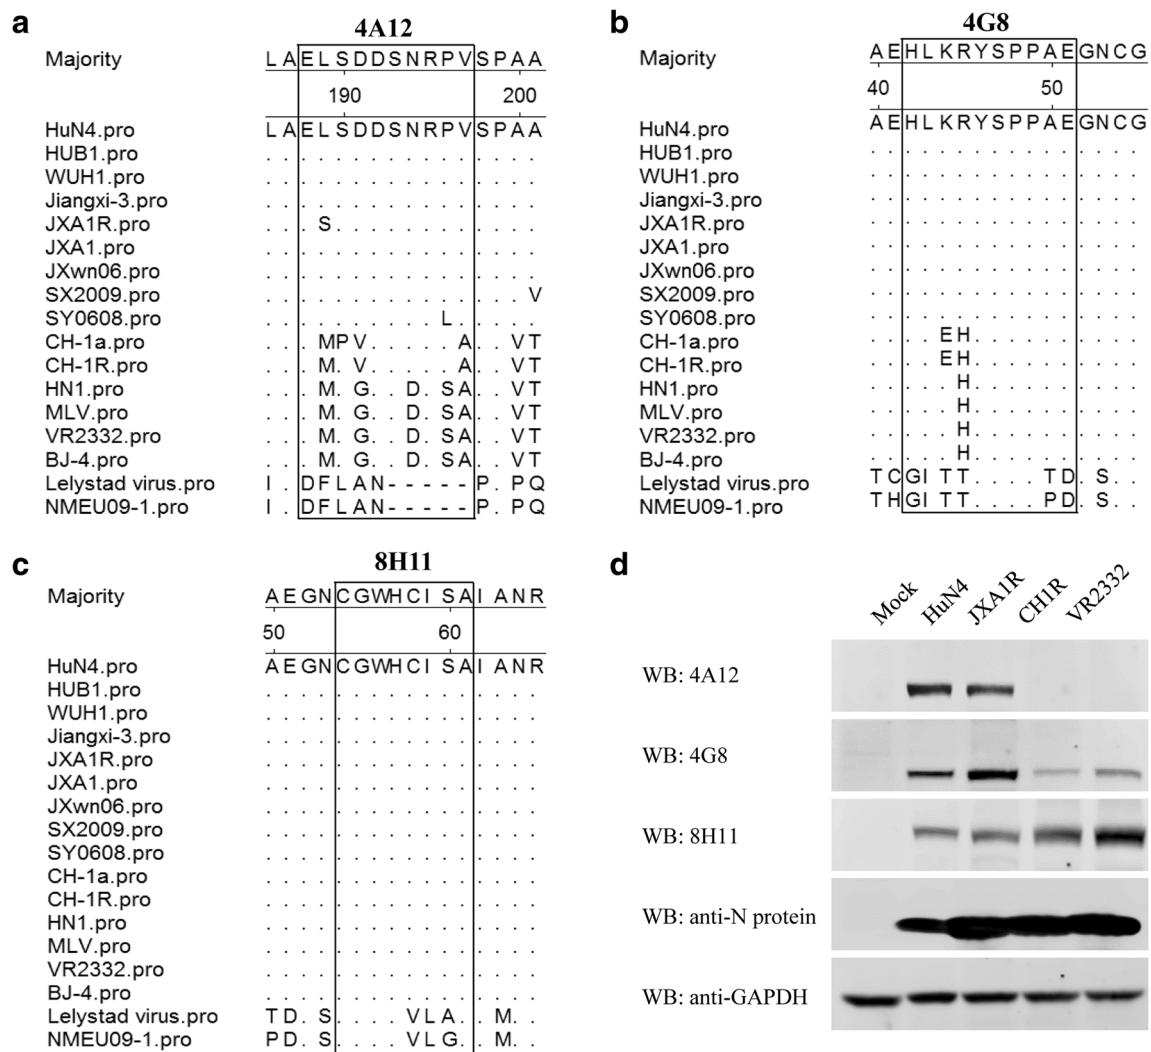 a
4A12
Majority
L A E L S D D S N R P V S P A A
190 200
HuN4.pro L A E L S D D S N R P V S P A A
HUB1.pro . . . . . . . . . . . . . . . .
WUH1.pro . . . . . . . . . . . . . . . .
Jiangxi-3.pro . . . . . . . . . . . . . . . .
JXA1R.pro . . . S . . . . . . . . . . . .
JXA1.pro . . . . . . . . . . . . . . . .
JXwn06.pro . . . . . . . . . . . . . . . .
SX2009.pro . . . . . . . . . . . . . . . V
SY0608.pro . . . . . . . . . . L . . . . .
CH-1a.pro . . . M P V . . . . . A . . V T
CH-1R.pro . . . M . V . . . . . A . . V T
HN1.pro . . . M . G . . D . S A . . V T
MLV.pro . . . M . G . . D . S A . . V T
VR2332.pro . . . M . G . . D . S A . . V T
BJ-4.pro . . . M . G . . D . S A . . V T
Lelystad virus.pro I . D F L A N - - - - - P . P Q
NMEU09-1.pro I . D F L A N - - - - - P . P Q
b
4G8
Majority
A E H L K R Y S P P A E G N C G
40 50
HuN4.pro A E H L K R Y S P P A E G N C G
HUB1.pro . . . . . . . . . . . . . . . .
WUH1.pro . . . . . . . . . . . . . . . .
Jiangxi-3.pro . . . . . . . . . . . . . . . .
JXA1R.pro . . . . . . . . . . . . . . . .
JXA1.pro . . . . . . . . . . . . . . . .
JXwn06.pro . . . . . . . . . . . . . . . .
SX2009.pro . . . . . . . . . . . . . . . .
SY0608.pro . . . . . . . . . . . . . . . .
CH-1a.pro . . . . E H . . . . . . . . . .
CH-1R.pro . . . . E H . . . . . . . . . .
HN1.pro . . . . . H . . . . . . . . . .
MLV.pro . . . . . H . . . . . . . . . .
VR2332.pro . . . . . H . . . . . . . . . .
BJ-4.pro . . . . . H . . . . . . . . . .
Lelystad virus.pro T C G I T T . . . . T D . S . .
NMEU09-1.pro T H G I T T . . . . P D . S . .
c
8H11
Majority
A E G N C G W H C I S A I A N R
50 60
HuN4.pro A E G N C G W H C I S A I A N R
HUB1.pro . . . . . . . . . . . . . . . .
WUH1.pro . . . . . . . . . . . . . . . .
Jiangxi-3.pro . . . . . . . . . . . . . . . .
JXA1R.pro . . . . . . . . . . . . . . . .
JXA1.pro . . . . . . . . . . . . . . . .
JXwn06.pro . . . . . . . . . . . . . . . .
SX2009.pro . . . . . . . . . . . . . . . .
SY0608.pro . . . . . . . . . . . . . . . .
CH-1a.pro . . . . . . . . . . . . . . . .
CH-1R.pro . . . . . . . . . . . . . . . .
HN1.pro . . . . . . . . . . . . . . . .
MLV.pro . . . . . . . . . . . . . . . .
VR2332.pro . . . . . . . . . . . . . . . .
BJ-4.pro . . . . . . . . . . . . . . . .
Lelystad virus.pro T D . S . . . . V L A . . M . .
NMEU09-1.pro P D . S . . . . V L G . . M . .
d
Mock HuN4 JXA1R CH1R VR2332
WB: 4A12
WB: 4G8
WB: 8H11
WB: anti-N protein
WB: anti-GAPDH